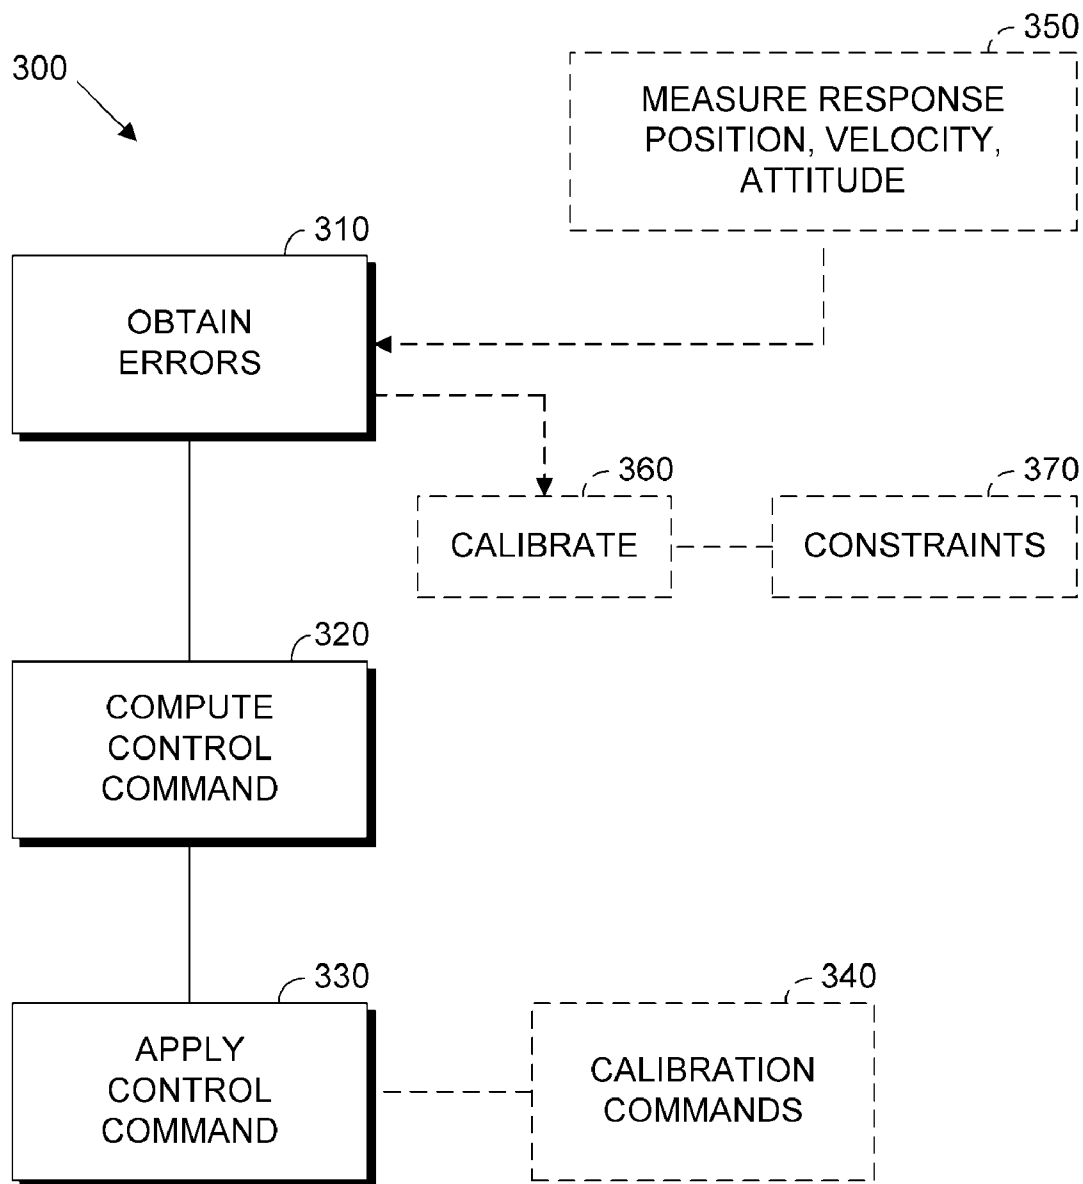 300
350
MEASURE RESPONSE
POSITION, VELOCITY,
ATTITUDE
310
OBTAIN
ERRORS
360
CALIBRATE
370
CONSTRAINTS
320
COMPUTE
CONTROL
COMMAND
330
APPLY
CONTROL
COMMAND
340
CALIBRATION
COMMANDS